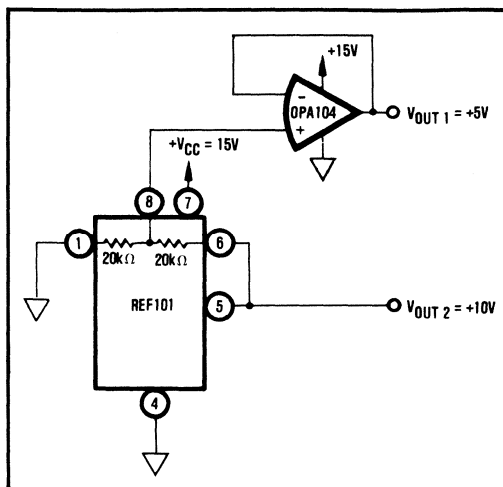 +15V
−
OPA104
+
V_OUT 1 = +5V
+V_CC = 15V
8
7
1
6
20kΩ 20kΩ
REF101
5
V_OUT 2 = +10V
4